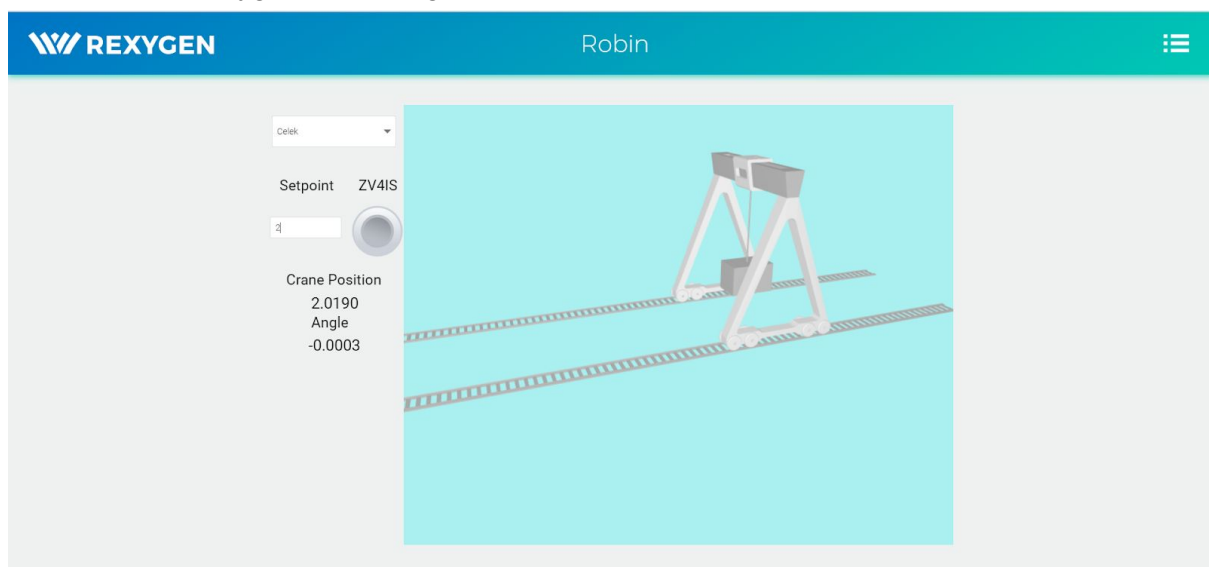 REXYGEN
Robin
Celek
Setpoint ZV4IS
2
Crane Position
2.0190
Angle
-0.0003